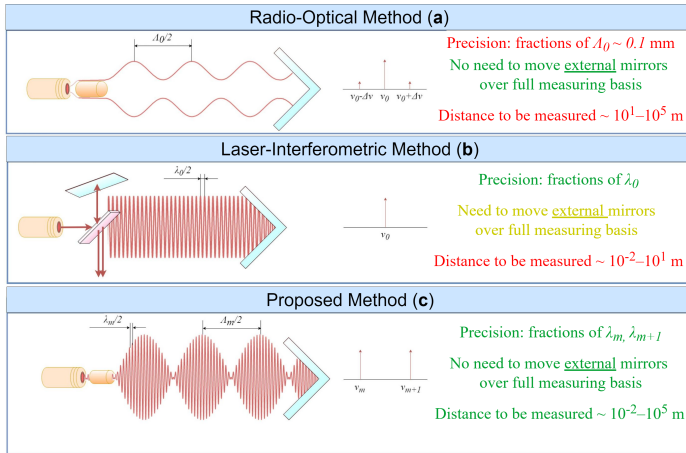 Radio-Optical Method (a)
Λ₀/2
ν₀-Δν ν₀ ν₀+Δν
Precision: fractions of Λ₀ ~ 0.1 mm
No need to move external mirrors
over full measuring basis
Distance to be measured ~ 10¹–10⁵ m
Laser-Interferometric Method (b)
λ₀/2
ν₀
Precision: fractions of λ₀
Need to move external mirrors
over full measuring basis
Distance to be measured ~ 10⁻²–10¹ m
Proposed Method (c)
λₘ/2 Λₘ/2
νₘ νₘ₊₁
Precision: fractions of λₘ, λₘ₊₁
No need to move external mirrors
over full measuring basis
Distance to be measured ~ 10⁻²–10⁵ m